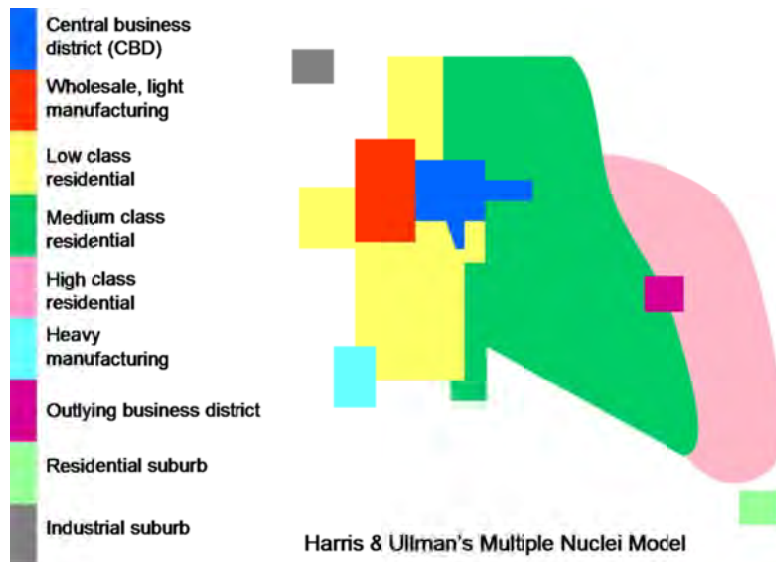 Central business
district (CBD)
Wholesale, light
manufacturing
Low class
residential
Medium class
residential
High class
residential
Heavy
manufacturing
Outlying business district
Residential suburb
Industrial suburb
Harris & Ullman's Multiple Nuclei Model